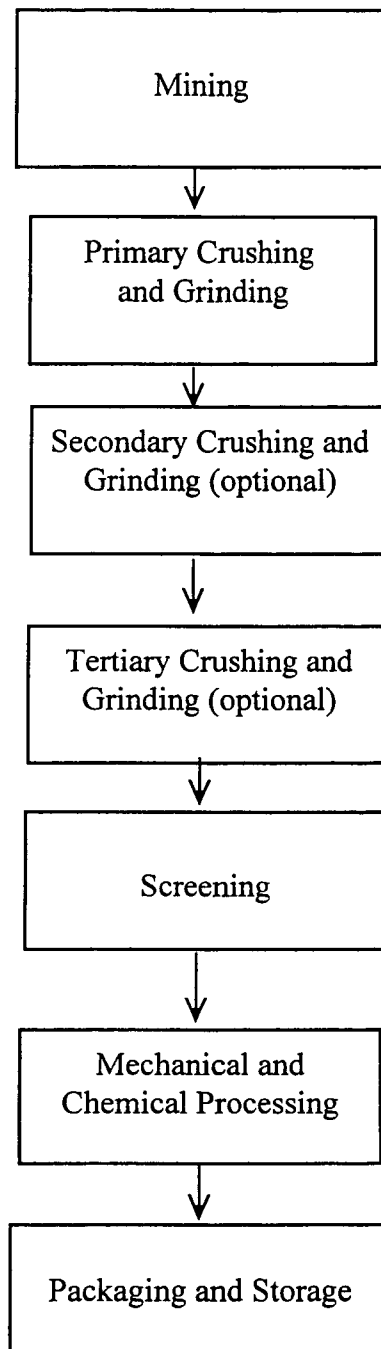 Mining
Primary Crushing
and Grinding
Secondary Crushing and
Grinding (optional)
Tertiary Crushing and
Grinding (optional)
Screening
Mechanical and
Chemical Processing
Packaging and Storage